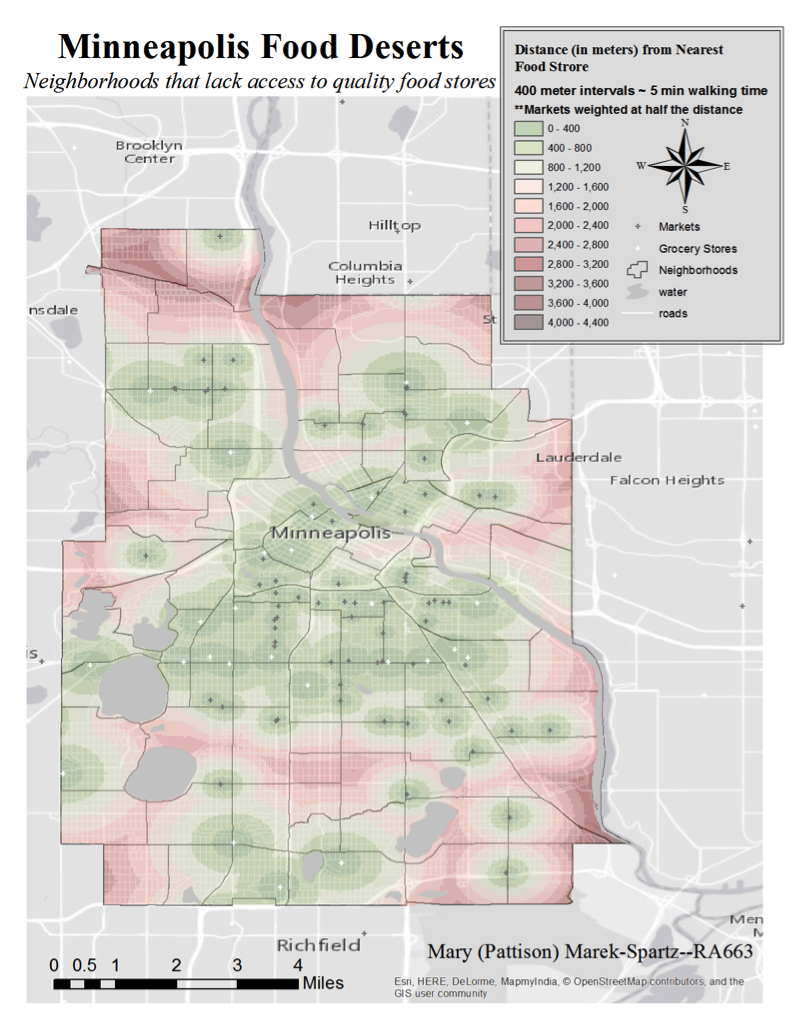 Minneapolis Food Deserts
Neighborhoods that lack access to quality food stores
Distance (in meters) from Nearest
Food Strore
400 meter intervals ~ 5 min walking time
**Markets weighted at half the distance
0 - 400
400 - 800
800 - 1,200
1,200 - 1,600
1,600 - 2,000
2,000 - 2,400
2,400 - 2,800
2,800 - 3,200
3,200 - 3,600
3,600 - 4,000
4,000 - 4,400
N
W
E
S
Markets
Grocery Stores
Neighborhoods
water
roads
Brooklyn
Center
Hilltop
Columbia
Heights
nsdale
St
Lauderdale
Falcon Heights
Minneapolis
is
Men
M
Richfield
Mary (Pattison) Marek-Spartz--RA663
0 0.5 1 2 3 4
Miles
Esri, HERE, DeLorme, MapmyIndia, © OpenStreetMap contributors, and the
GIS user community